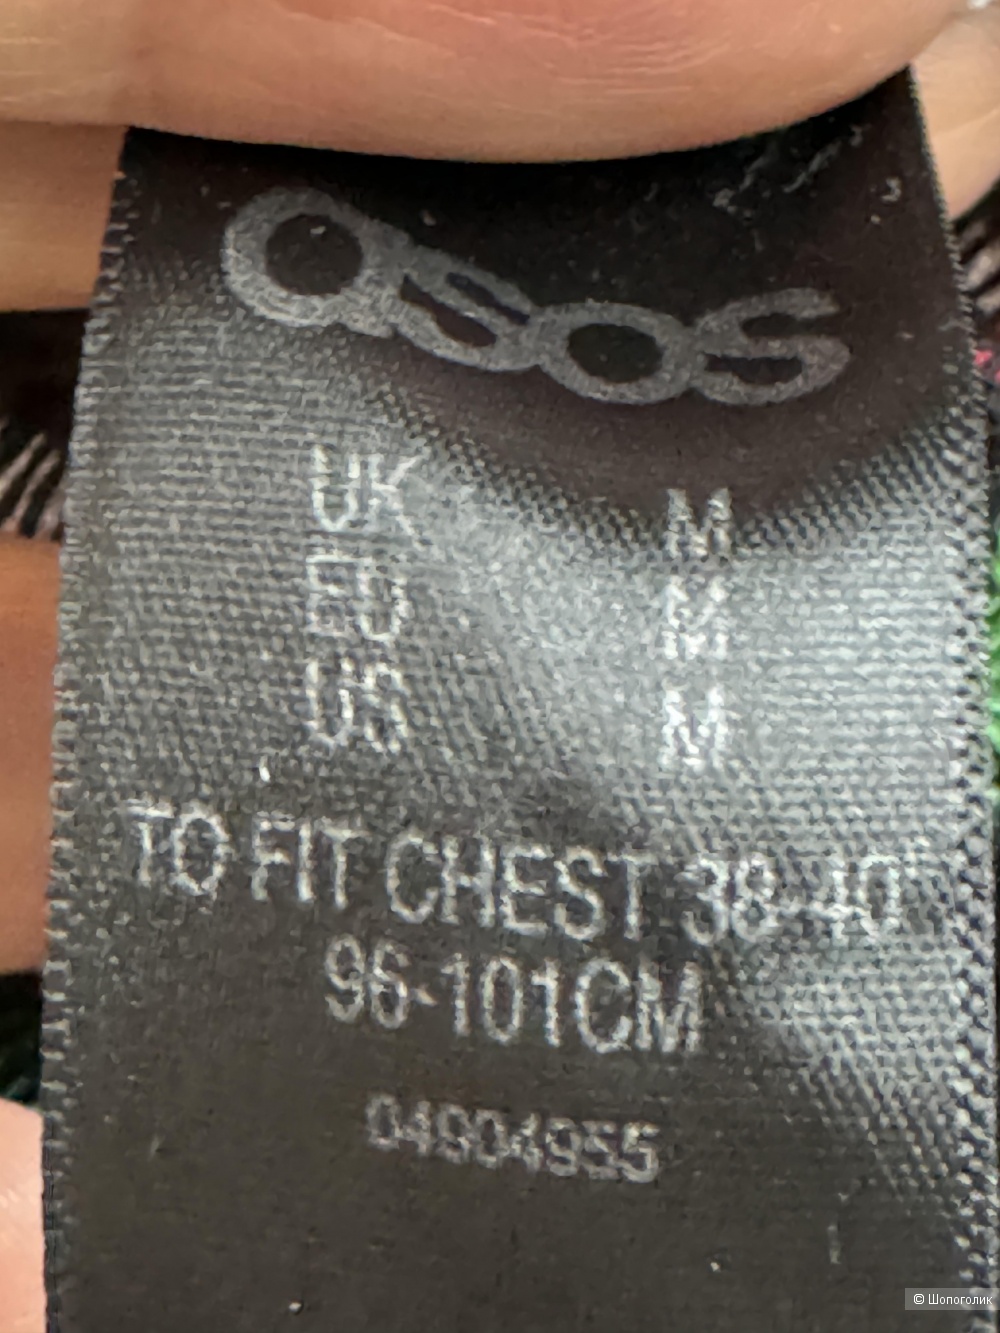 asos
UK M
EU M
US M
TO FIT CHEST 38-40"
96-101CM
04904955
© Шопоголик